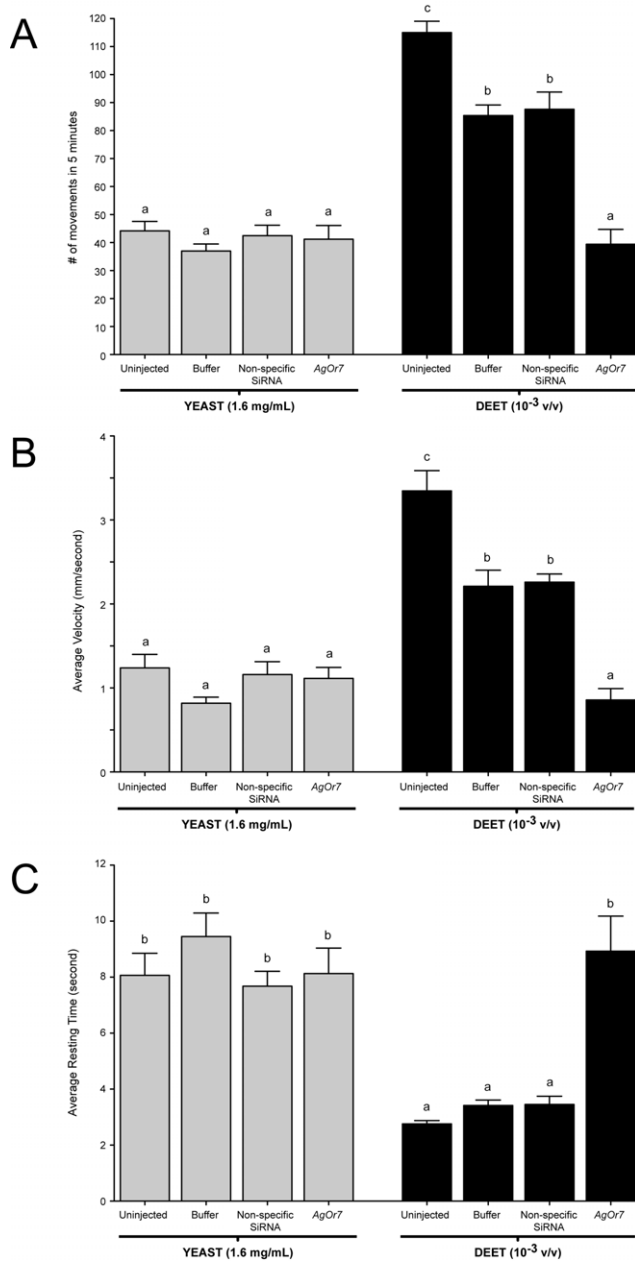 A
# of movements in 5 minutes
120
110
100
90
80
70
60
50
40
30
20
10
0
a
a
a
a
c
b
b
a
Uninjected Buffer Non-specific SiRNA AgOr7
YEAST (1.6 mg/mL)
Uninjected Buffer Non-specific SiRNA AgOr7
DEET (10⁻³ v/v)
B
Average Velocity (mm/second)
4
3
2
1
0
a
a
a
a
c
b
b
a
Uninjected Buffer Non-specific SiRNA AgOr7
YEAST (1.6 mg/mL)
Uninjected Buffer Non-specific SiRNA AgOr7
DEET (10⁻³ v/v)
C
Average Resting Time (second)
12
10
8
6
4
2
0
b
b
b
b
a
a
a
b
Uninjected Buffer Non-specific SiRNA AgOr7
YEAST (1.6 mg/mL)
Uninjected Buffer Non-specific SiRNA AgOr7
DEET (10⁻³ v/v)